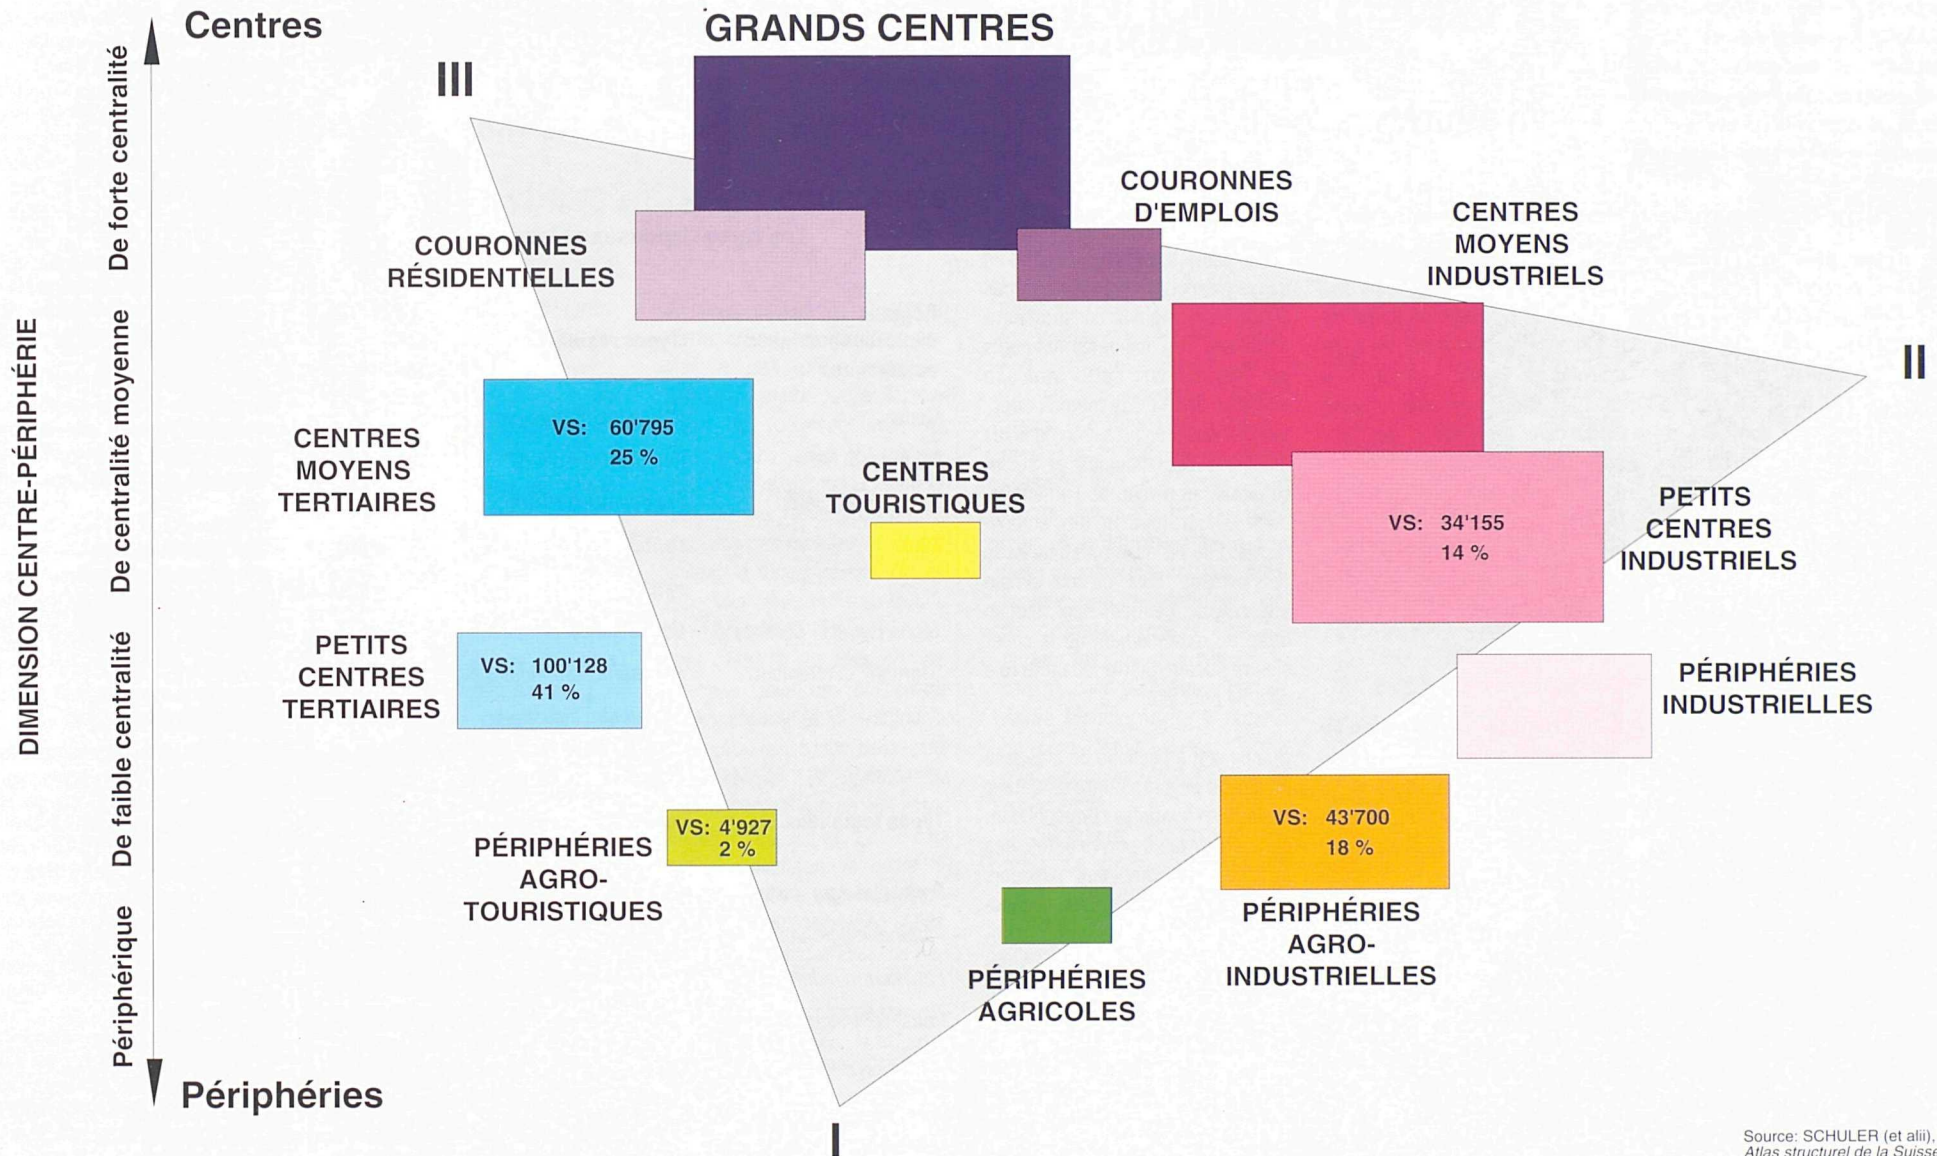 Centres
GRANDS CENTRES
III
COURONNES
D'EMPLOIS
CENTRES
MOYENS
INDUSTRIELS
COURONNES
RÉSIDENTIELLES
II
DIMENSION CENTRE-PÉRIPHÉRIE
De forte centralité
De centralité moyenne
De faible centralité
Périphérique
CENTRES
MOYENS
TERTIAIRES
VS: 60'795
25 %
CENTRES
TOURISTIQUES
VS: 34'155
14 %
PETITS
CENTRES
INDUSTRIELS
PETITS
CENTRES
TERTIAIRES
VS: 100'128
41 %
PÉRIPHÉRIES
INDUSTRIELLES
PÉRIPHÉRIES
AGRO-
TOURISTIQUES
VS: 4'927
2 %
VS: 43'700
18 %
PÉRIPHÉRIES
AGRO-
INDUSTRIELLES
PÉRIPHÉRIES
AGRICOLES
Périphéries
I
Source: SCHULER (et alii),
Atlas structurel de la Suisse